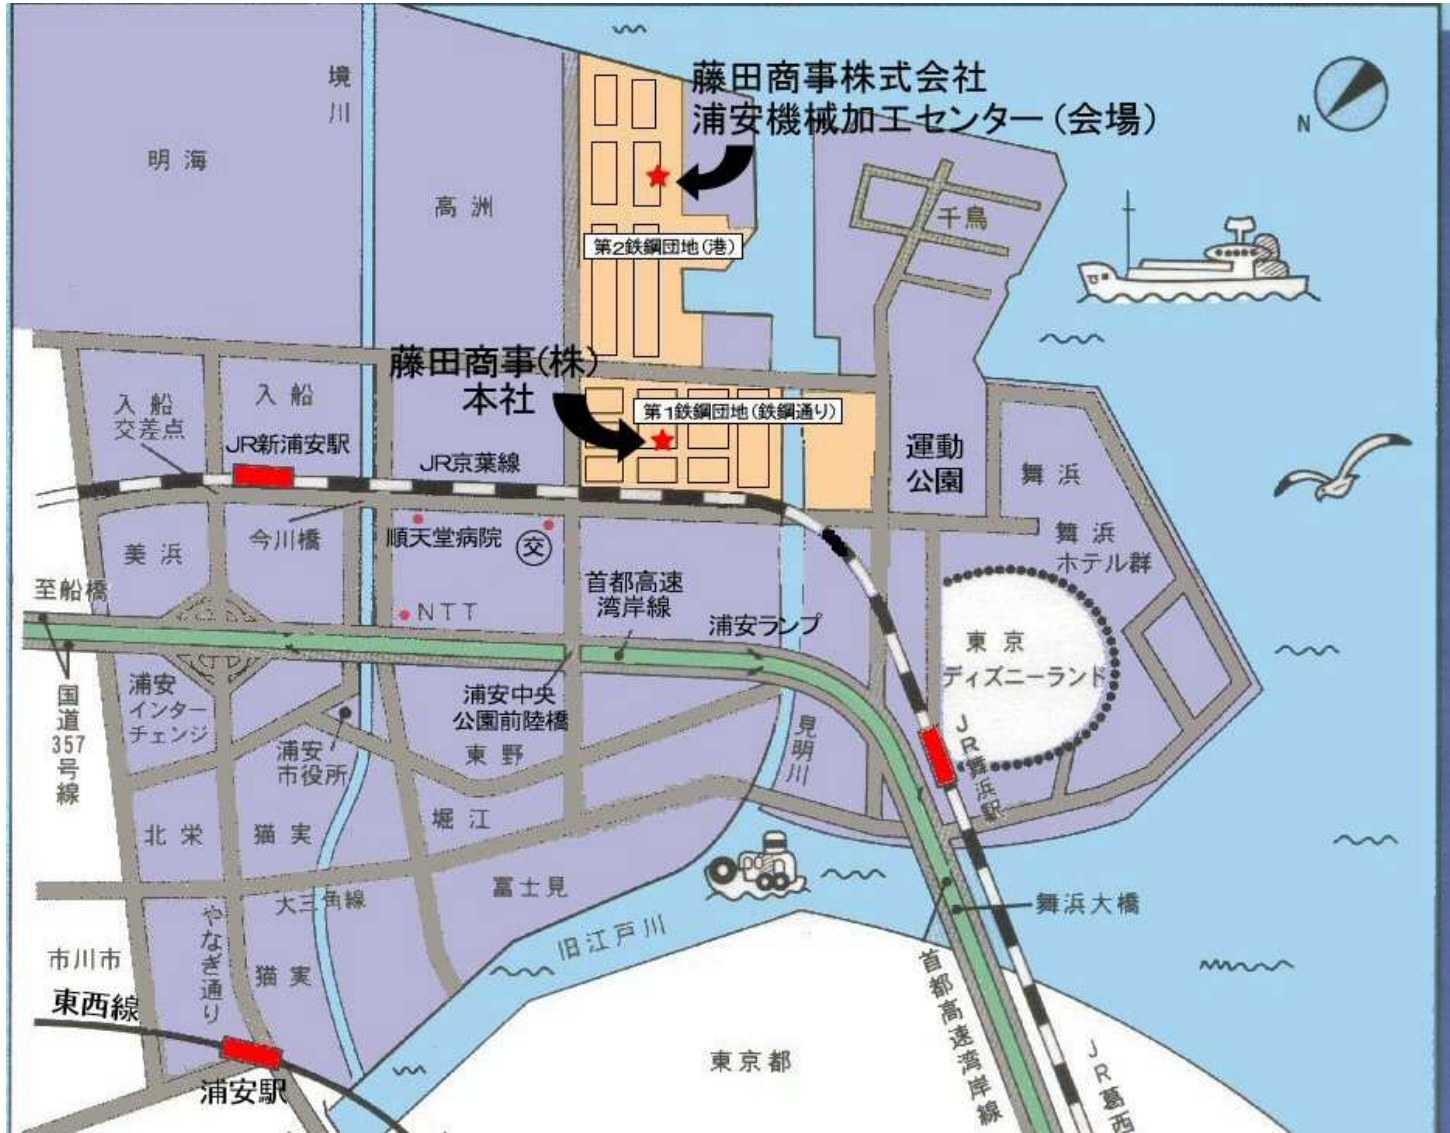 境川
明海
高洲
藤田商事株式会社
浦安機械加工センター（会場）
N
千鳥
第2鉄鋼団地（港）
藤田商事（株）
本社
第1鉄鋼団地（鉄鋼通り）
入船
入船
交差点
JR新浦安駅
JR京葉線
運動
公園
舞浜
舞浜
ホテル群
美浜
今川橋
順天堂病院
交
至船橋
NTT
首都高速
湾岸線
浦安ランプ
東京
ディズニーランド
国道357号線
浦安
インター
チェンジ
浦安中央
公園前陸橋
浦安
市役所
東野
見明川
JR舞浜駅
北栄
猫実
堀江
富士見
大三角線
やなぎ通り
旧江戸川
舞浜大橋
市川市
猫実
東西線
浦安駅
東京都
首都高速湾岸線
JR葛西